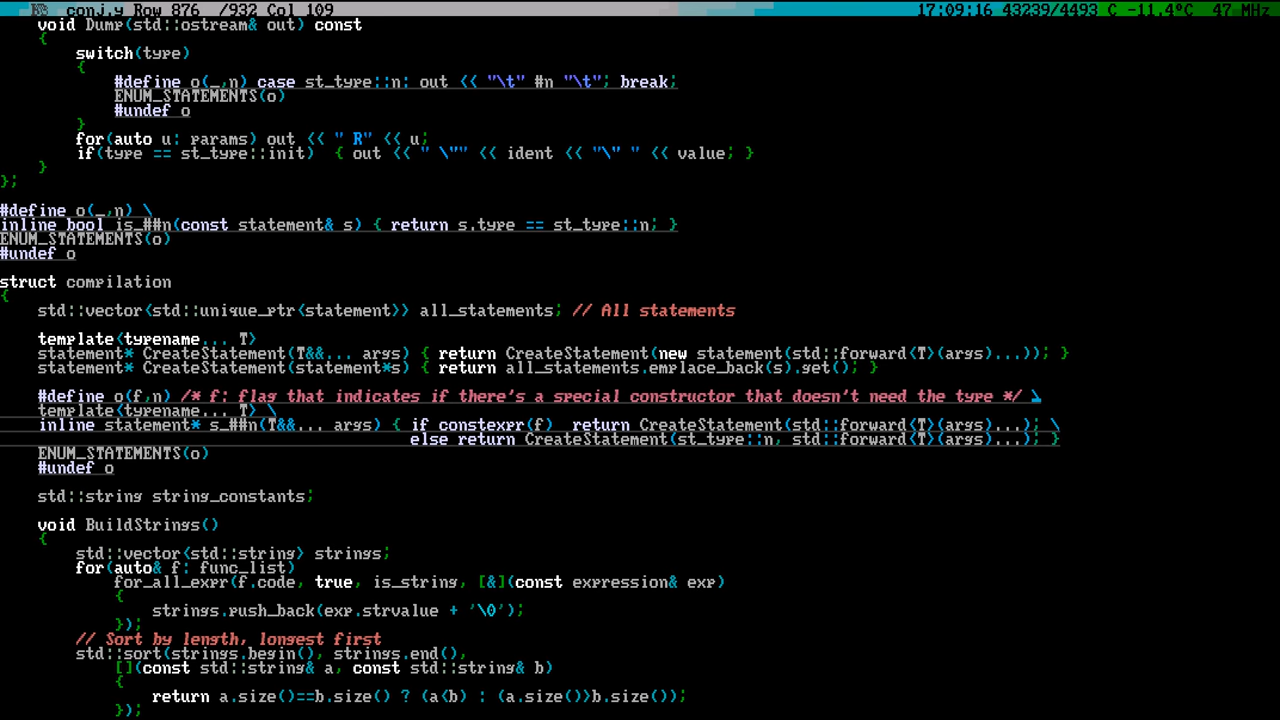 conj.y Row 876 /932 Col 109 17:09:16 43239/4493 C -11.4°C 47 MHz
    void Dump(std::ostream& out) const
    {
        switch(type)
        {
            #define o(_,n) case st_type::n: out << "\t" #n "\t"; break;
            ENUM_STATEMENTS(o)
            #undef o
        }
        for(auto u: params) out << " R" << u;
        if(type == st_type::init)  { out << " \"" << ident << "\" " << value; }
    }
};

#define o(_,n) \
inline bool is_##n(const statement& s) { return s.type == st_type::n; }
ENUM_STATEMENTS(o)
#undef o

struct compilation
{
    std::vector<std::unique_ptr<statement>> all_statements; // All statements

    template<typename... T>
    statement* CreateStatement(T&&... args) { return CreateStatement(new statement(std::forward<T>(args)...)); }
    statement* CreateStatement(statement*s) { return all_statements.emplace_back(s).get(); }

    #define o(f,n) /* f: flag that indicates if there's a special constructor that doesn't need the type */ \
    template<typename... T> \
    inline statement* s_##n(T&&... args) { if constexpr(f)  return CreateStatement(std::forward<T>(args)...); \
                                           else return CreateStatement(st_type::n, std::forward<T>(args)...); }
    ENUM_STATEMENTS(o)
    #undef o

    std::string string_constants;

    void BuildStrings()
    {
        std::vector<std::string> strings;
        for(auto& f: func_list)
            for_all_expr(f.code, true, is_string, [&](const expression& exp)
            {
                strings.push_back(exp.strvalue + '\0');
            });
        // Sort by length, longest first
        std::sort(strings.begin(), strings.end(),
            [](const std::string& a, const std::string& b)
            {
                return a.size()==b.size() ? (a<b) : (a.size()>b.size());
            });